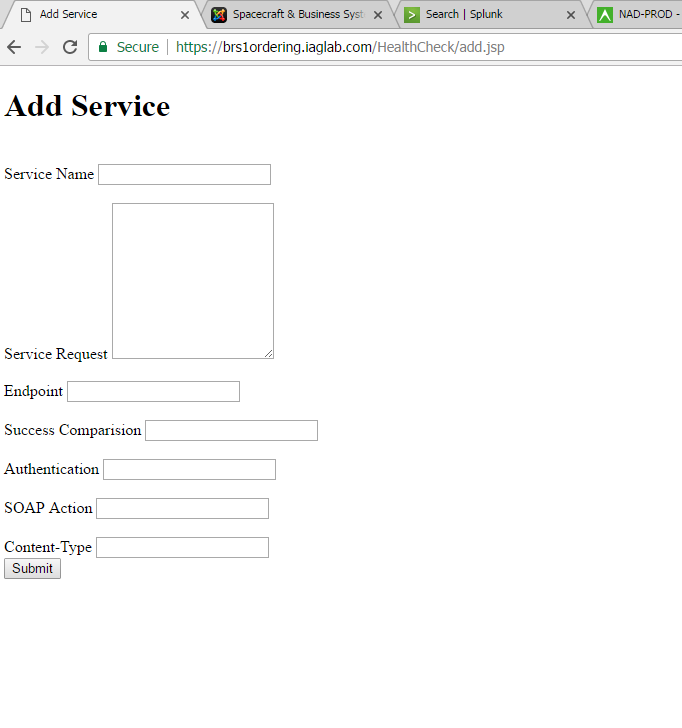 Add Service
Spacecraft & Business Syst
Search | Splunk
NAD-PROD -
Secure
https://brs1ordering.iaglab.com/HealthCheck/add.jsp
Add Service
Service Name
Service Request
Endpoint
Success Comparision
Authentication
SOAP Action
Content-Type
Submit